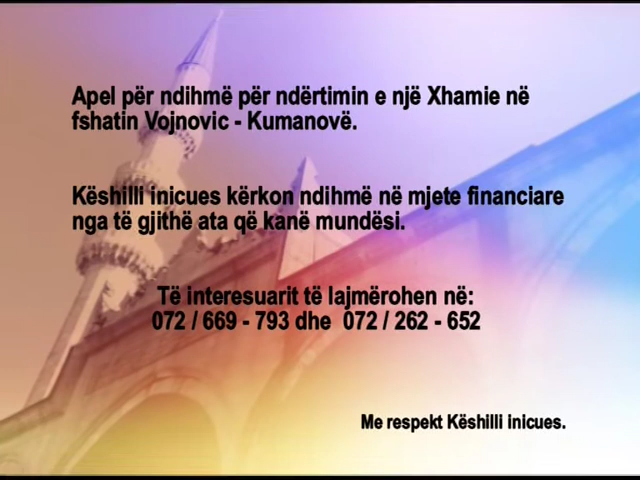 Apel për ndihmë për ndërtimin e një Xhamie në
fshatin Vojnovic - Kumanovë.
Këshilli inicues kërkon ndihmë në mjete financiare
nga të gjithë ata që kanë mundësi.
Të interesuarit të lajmërohen në:
072 / 669 - 793 dhe 072 / 262 - 652
Me respekt Këshilli inicues.